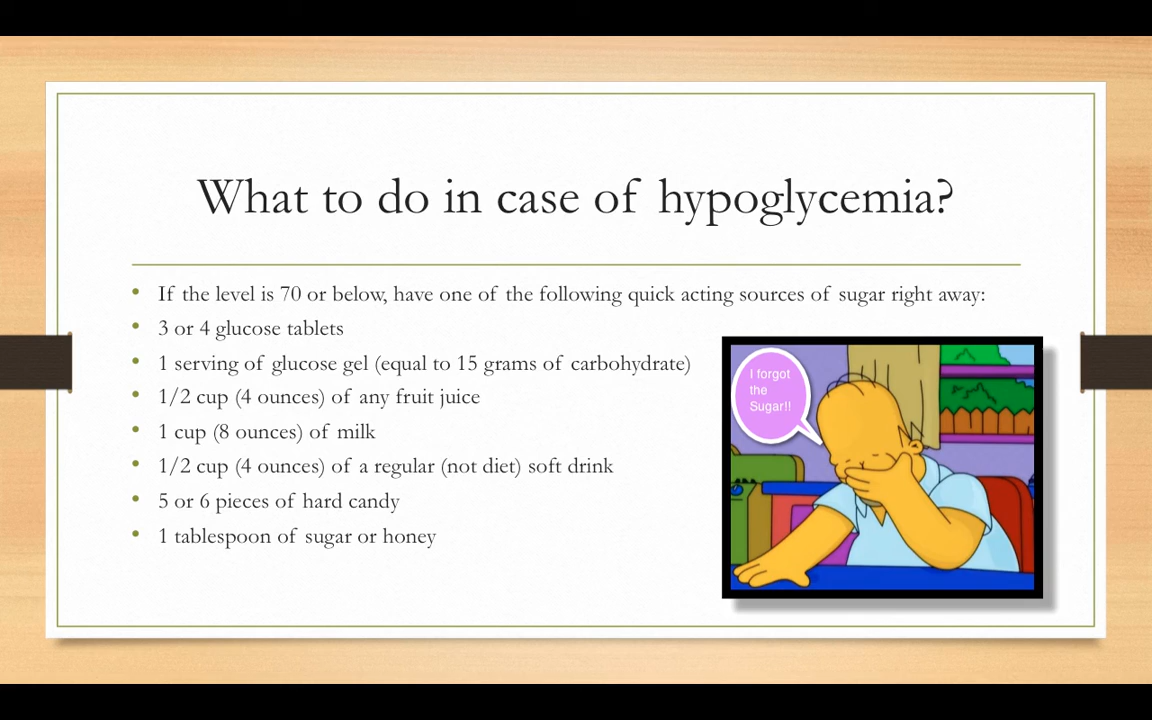 What to do in case of hypoglycemia?
• If the level is 70 or below, have one of the following quick acting sources of sugar right away:
• 3 or 4 glucose tablets
• 1 serving of glucose gel (equal to 15 grams of carbohydrate)
• 1/2 cup (4 ounces) of any fruit juice
• 1 cup (8 ounces) of milk
• 1/2 cup (4 ounces) of a regular (not diet) soft drink
• 5 or 6 pieces of hard candy
• 1 tablespoon of sugar or honey
I forgot
the
Sugar!!